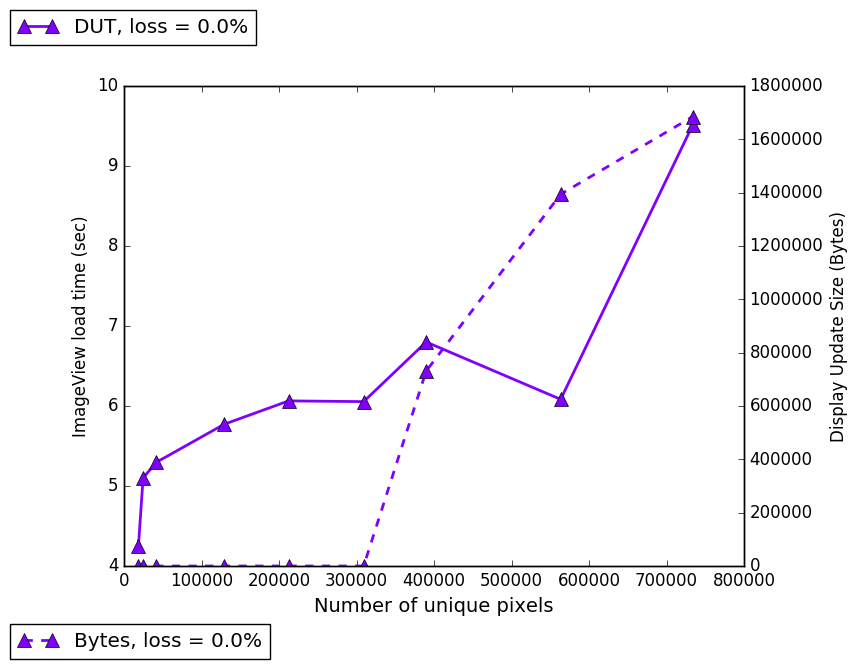 DUT, loss = 0.0%
10
9
8
7
6
5
4
ImageView load time (sec)
1800000
1600000
1400000
1200000
1000000
800000
600000
400000
200000
0
Display Update Size (Bytes)
0 100000 200000 300000 400000 500000 600000 700000 800000
Number of unique pixels
Bytes, loss = 0.0%